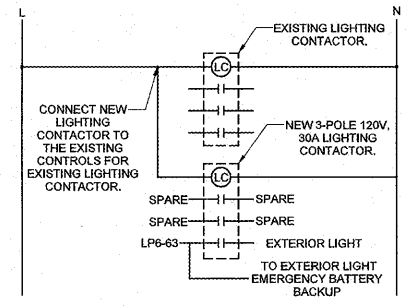 L
N
EXISTING LIGHTING
CONTACTOR.
LC
CONNECT NEW
LIGHTING
CONTACTOR TO
THE EXISTING
CONTROLS FOR
EXISTING LIGHTING
CONTACTOR.
NEW 3-POLE 120V,
30A LIGHTING
CONTACTOR.
LC
SPARE
SPARE
SPARE
SPARE
LP6-63
EXTERIOR LIGHT
TO EXTERIOR LIGHT
EMERGENCY BATTERY
BACKUP